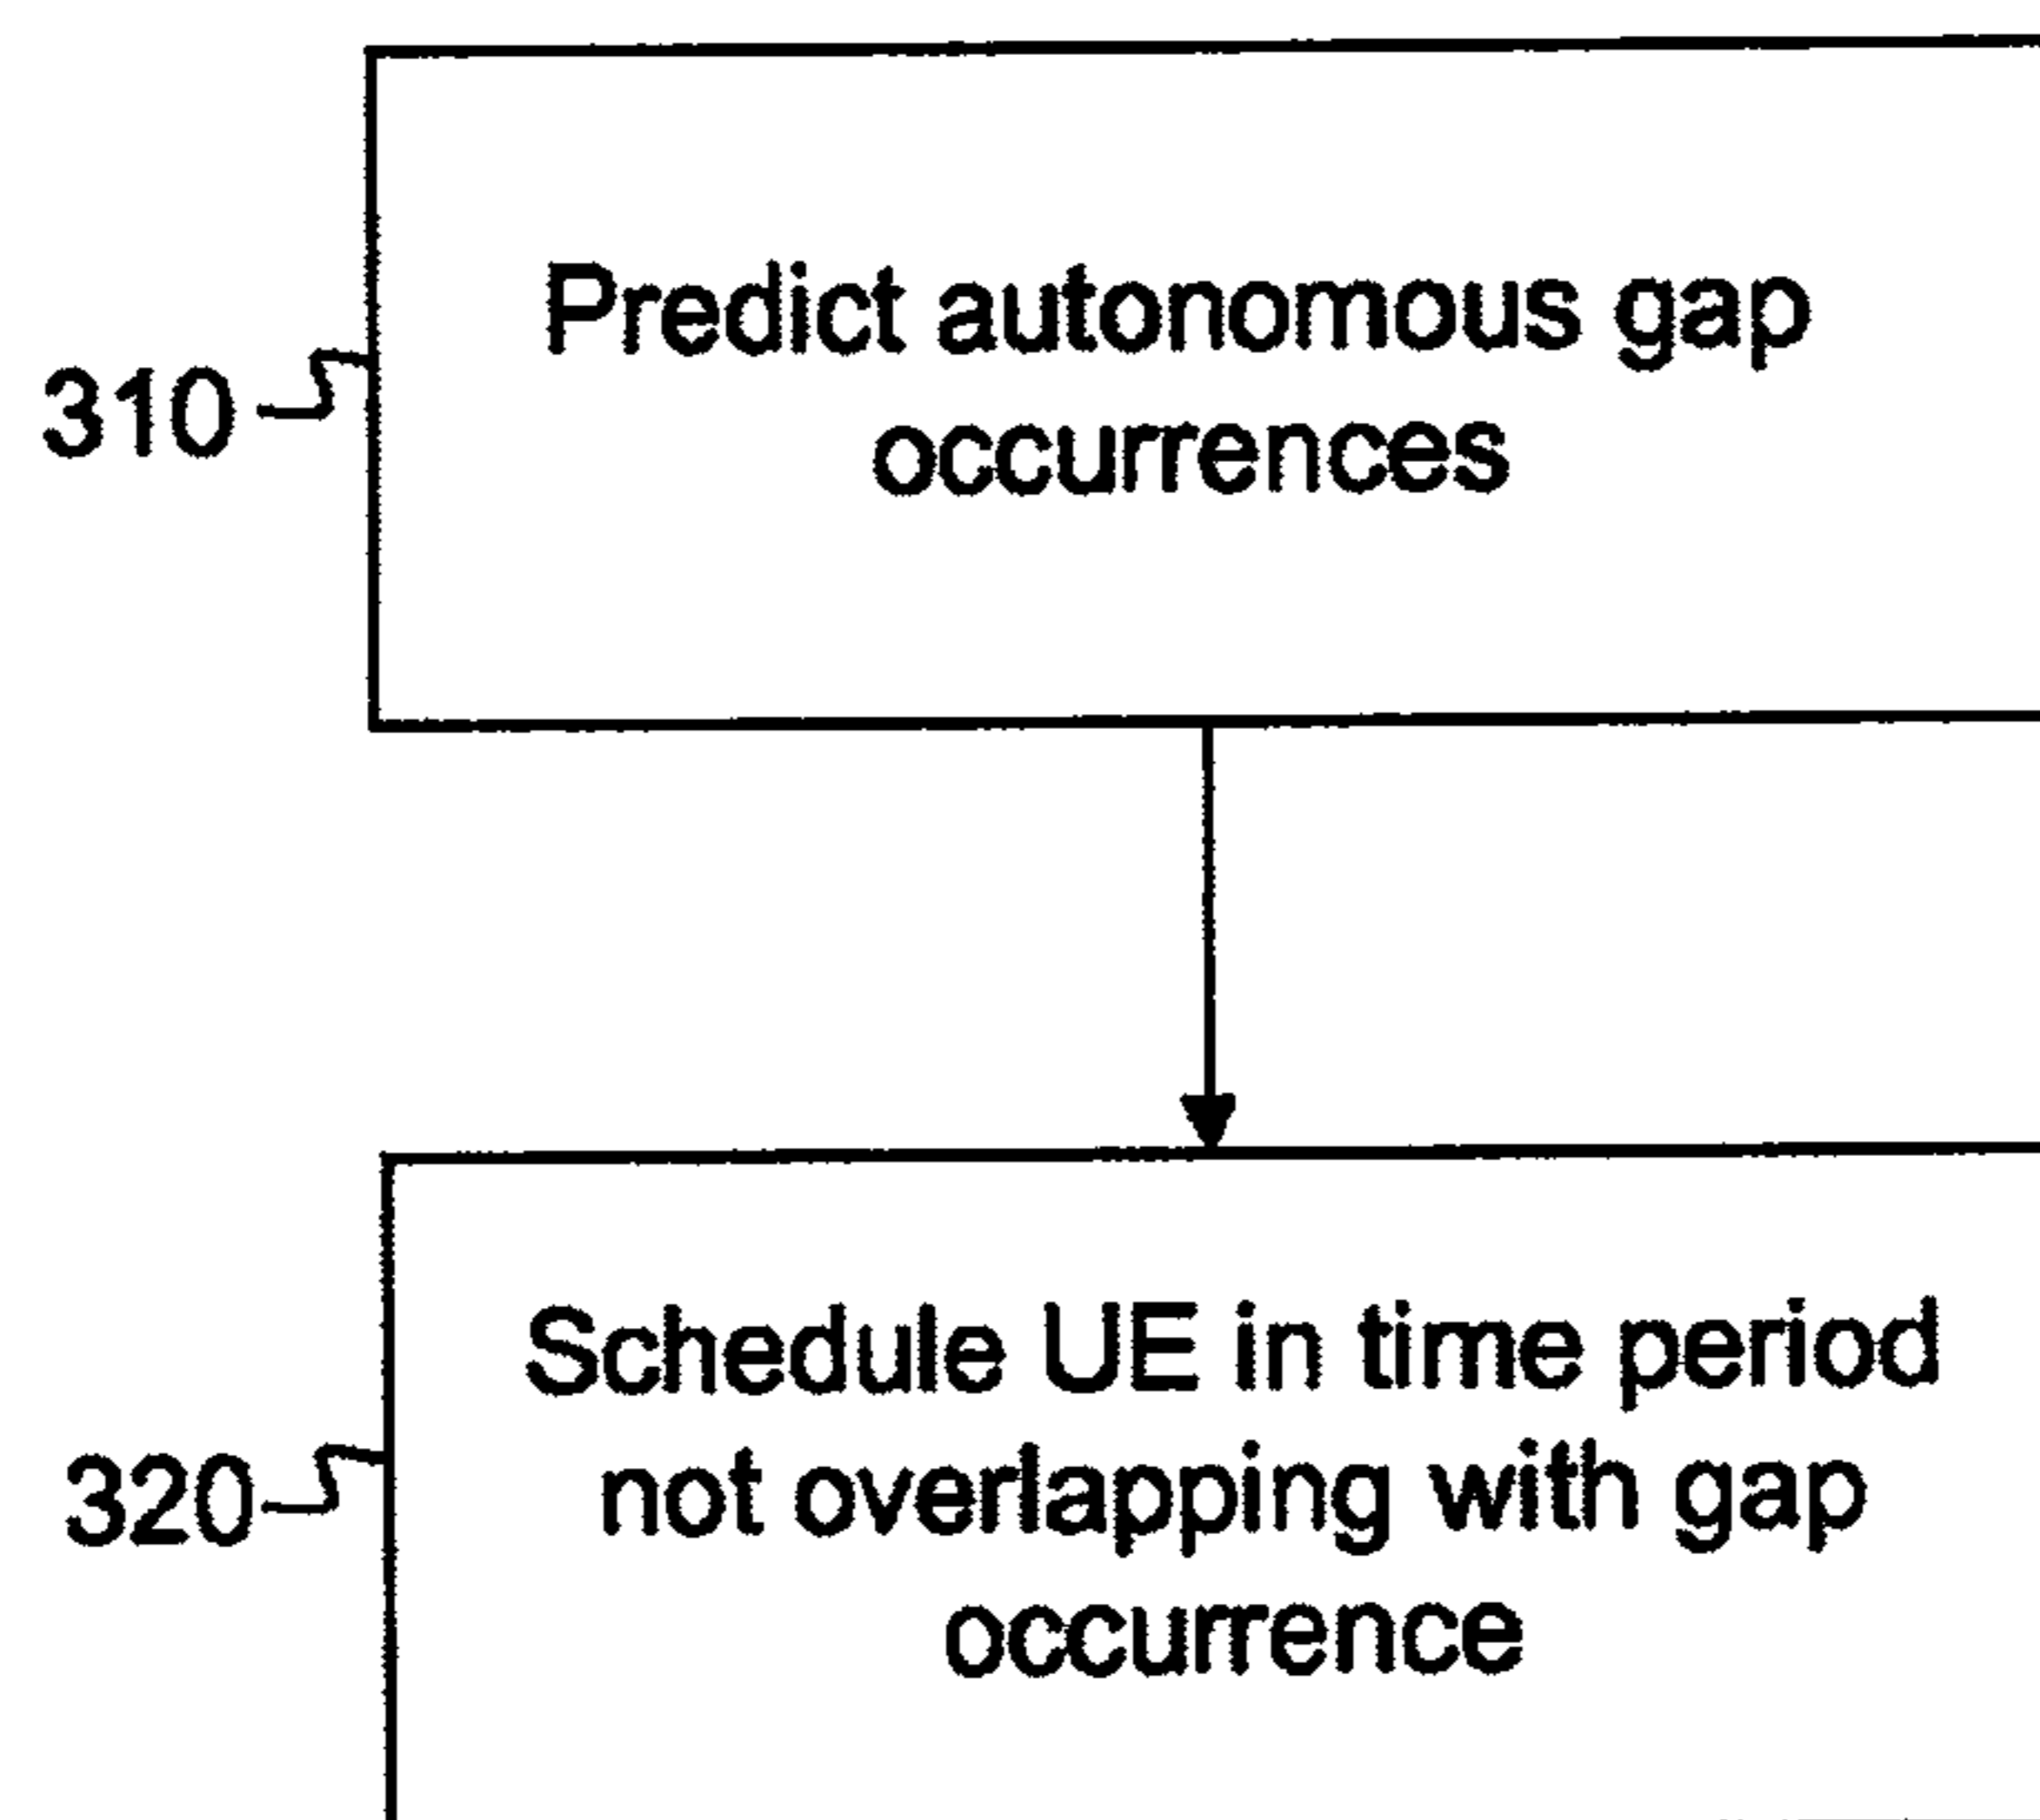 Predict autonomous gap
occurrences
310
Schedule UE in time period
not overlapping with gap
occurrence
320